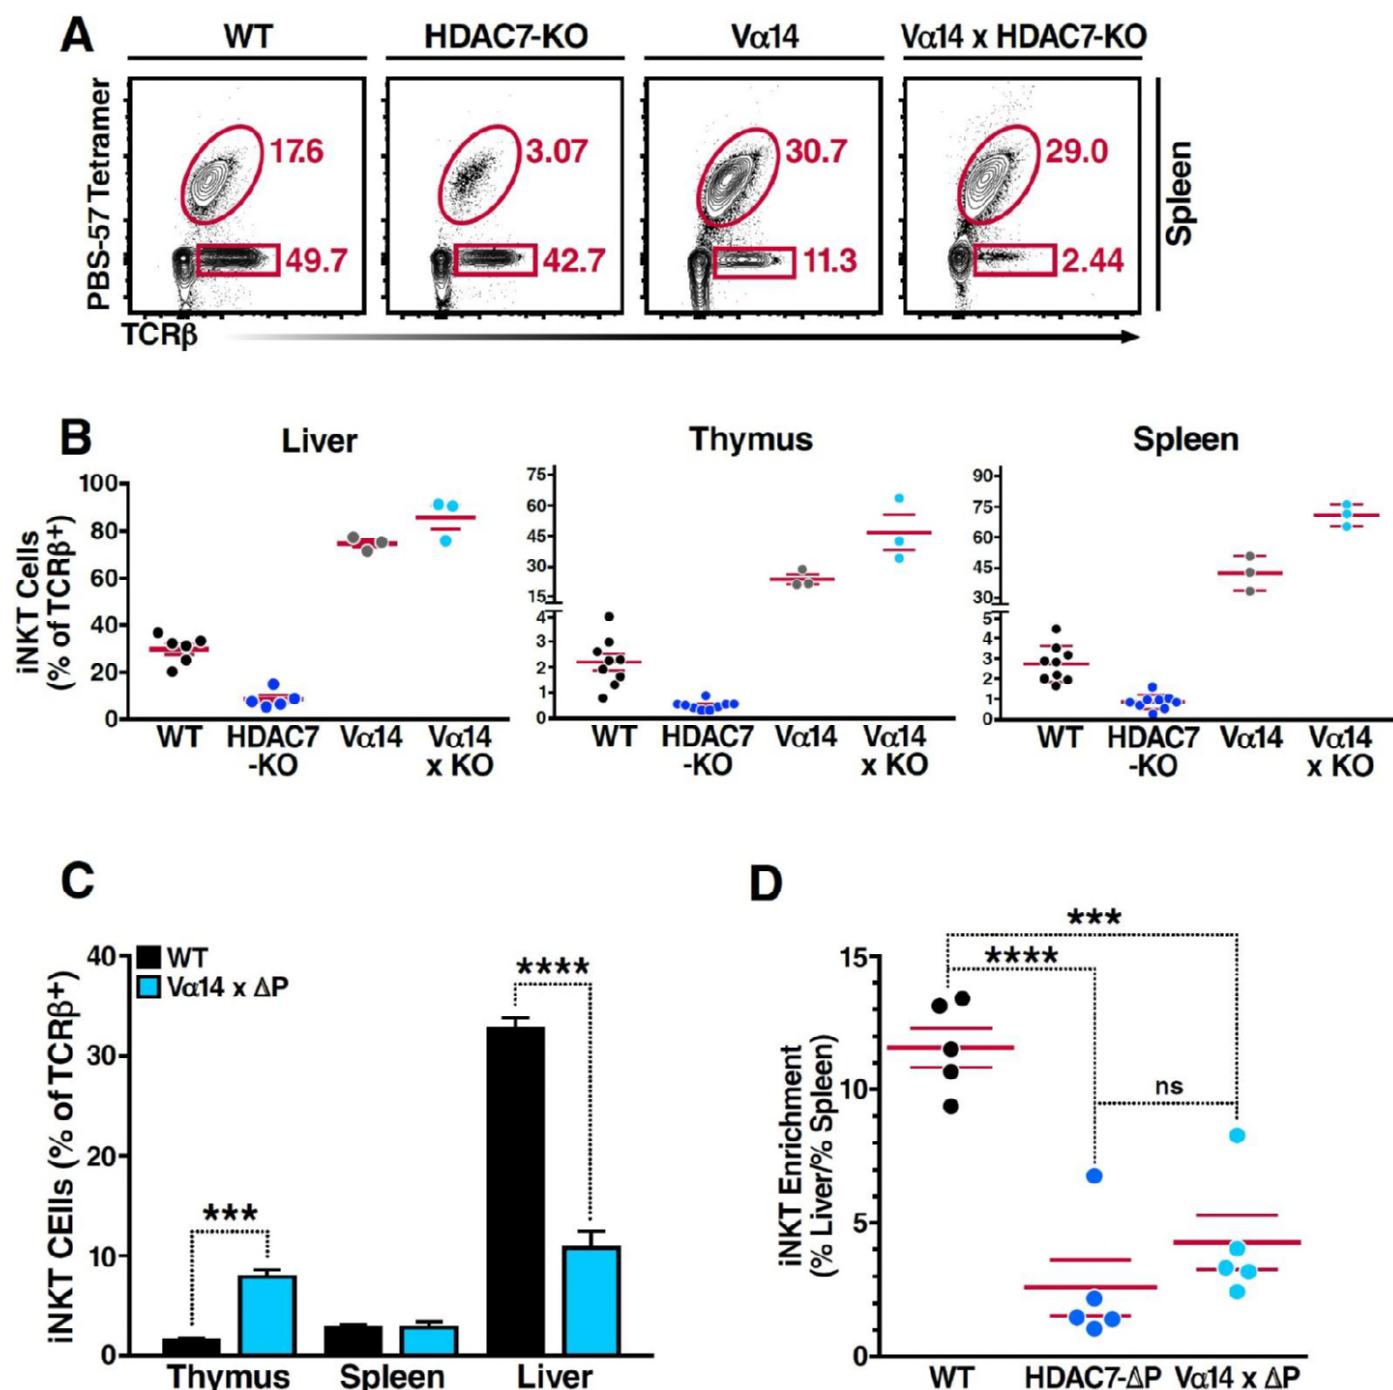 A
WT HDAC7-KO Vα14 Vα14 x HDAC7-KO
PBS-57 Tetramer
17.6 3.07 30.7 29.0
49.7 42.7 11.3 2.44
Spleen
TCRβ
B
Liver Thymus Spleen
iNKT Cells
(% of TCRβ+)
100
80
60
40
20
0
WT HDAC7 Vα14 Vα14
-KO x KO
75
60
45
30
15
4
3
2
1
0
WT HDAC7 Vα14 Vα14
-KO x KO
90
75
60
45
30
5
4
3
2
1
0
WT HDAC7 Vα14 Vα14
-KO x KO
C
iNKT CElls (% of TCRβ+)
40
30
20
10
0
WT
Vα14 x ΔP
***
****
Thymus Spleen Liver
D
iNKT Enrichment
(% Liver/% Spleen)
15
10
5
0
***
****
ns
WT HDAC7-ΔP Vα14 x ΔP